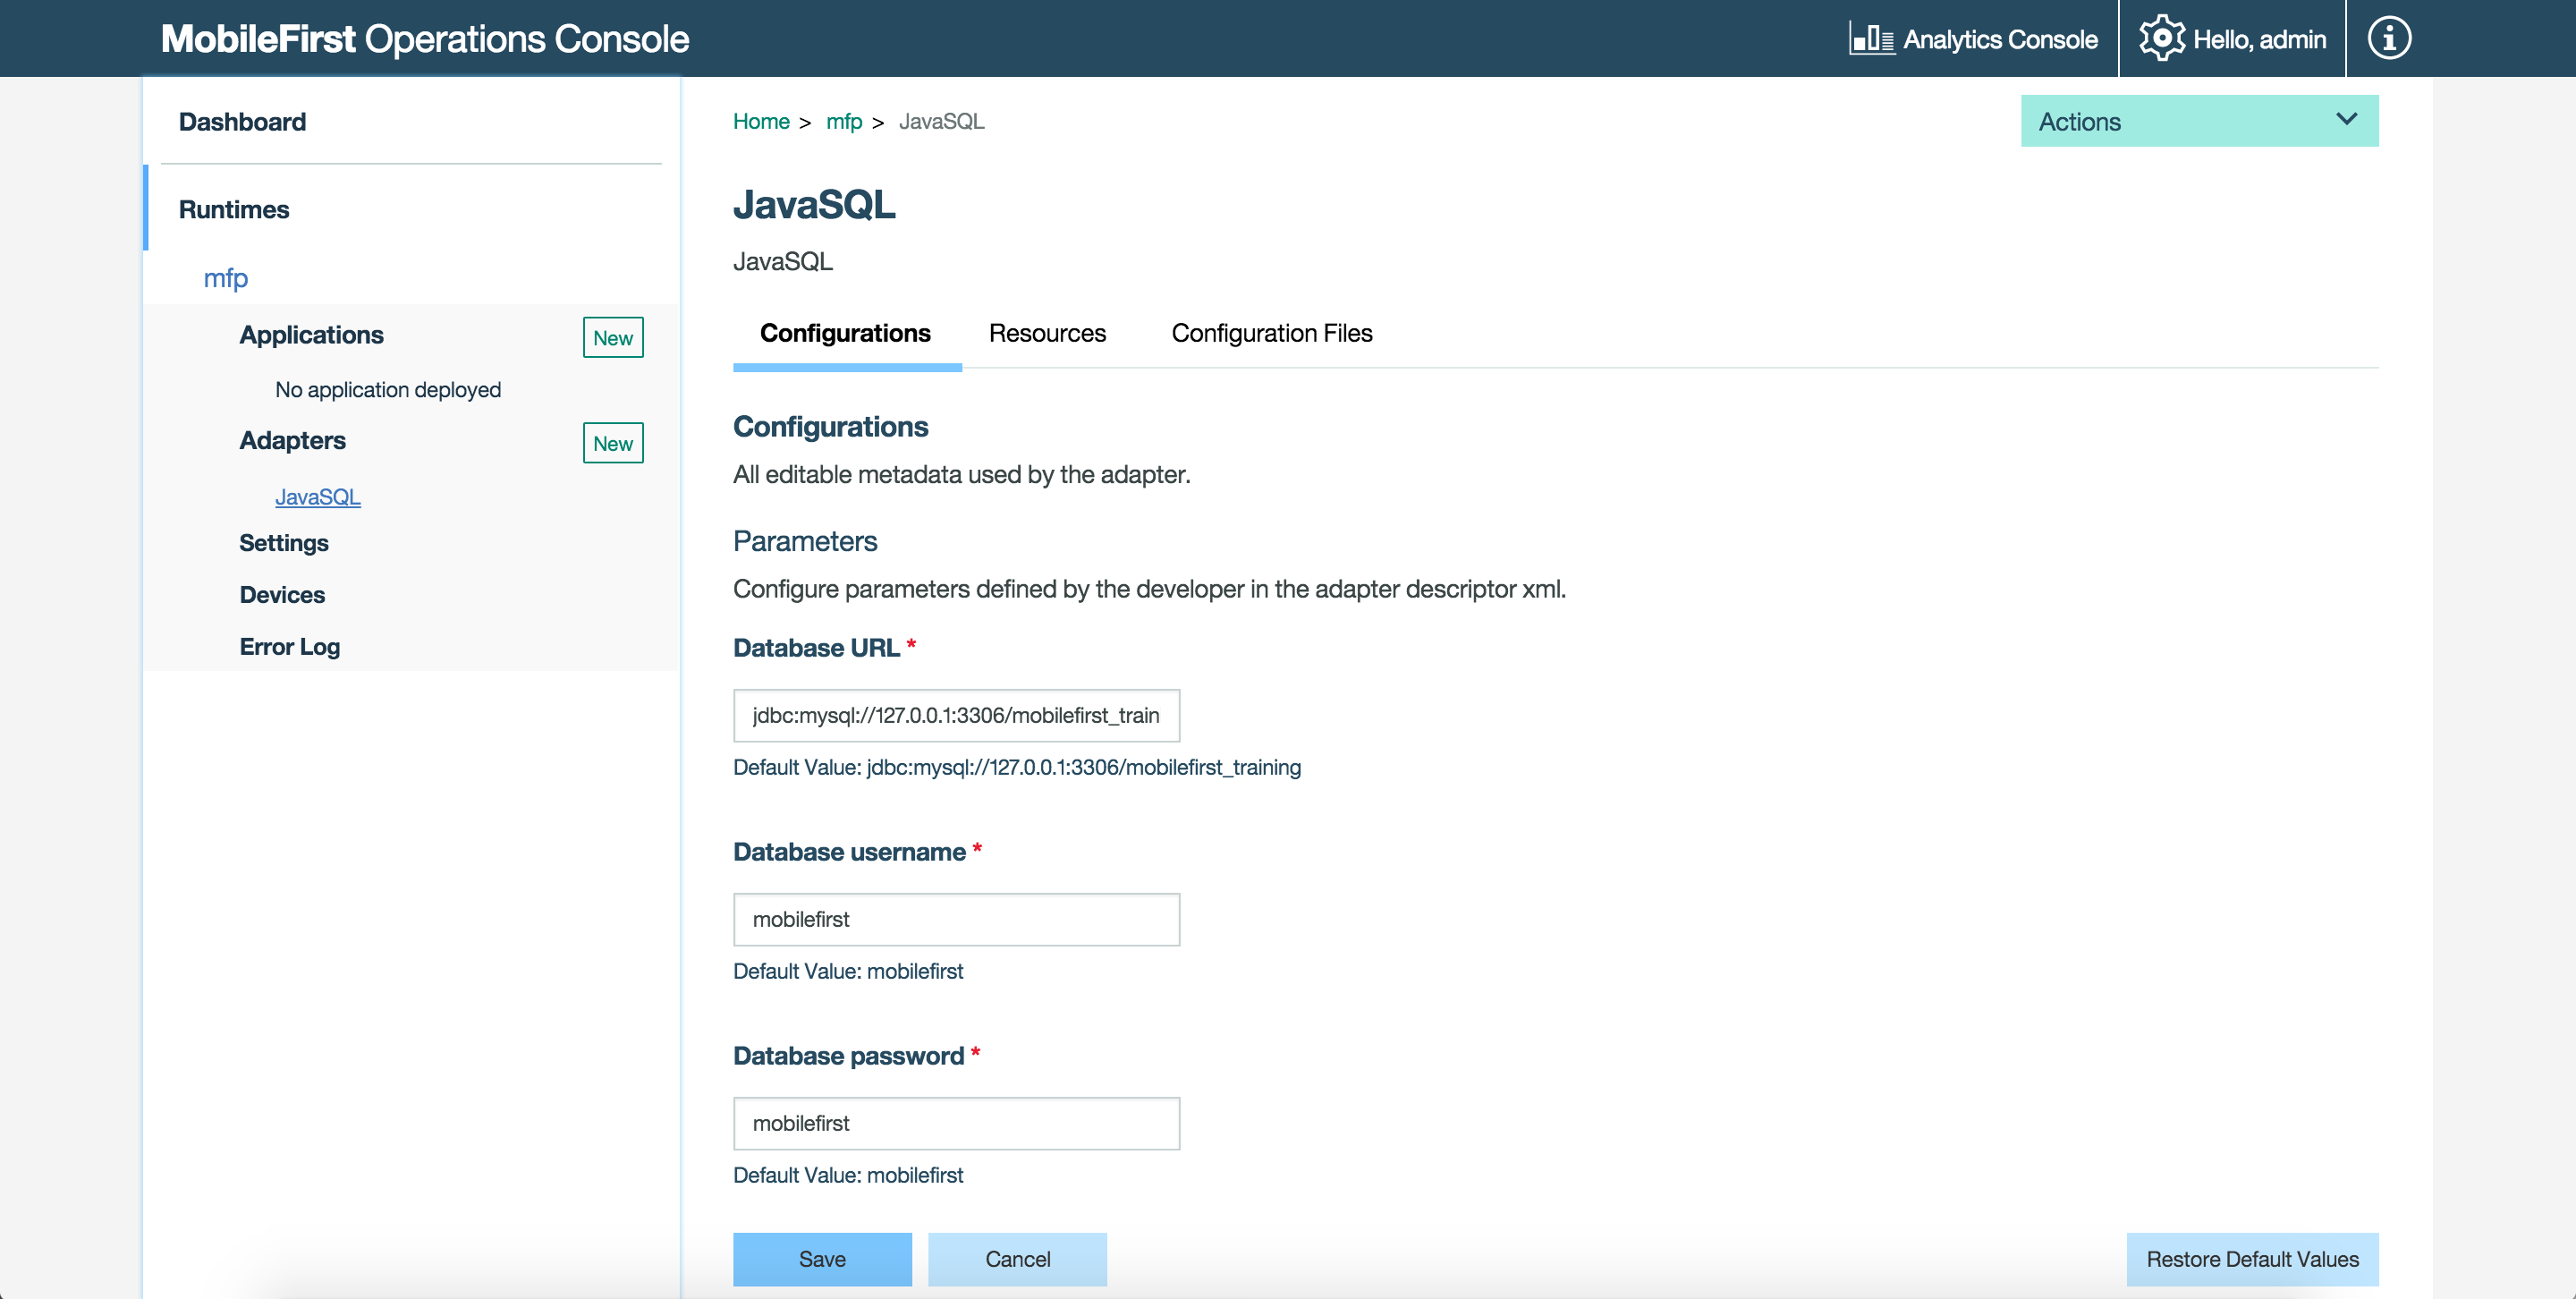 MobileFirst Operations Console
Analytics Console
Hello, admin
Dashboard
Runtimes
mfp
Applications
New
No application deployed
Adapters
New
JavaSQL
Settings
Devices
Error Log
Home > mfp > JavaSQL
Actions
JavaSQL
JavaSQL
Configurations Resources Configuration Files
Configurations
All editable metadata used by the adapter.
Parameters
Configure parameters defined by the developer in the adapter descriptor xml.
Database URL *
jdbc:mysql://127.0.0.1:3306/mobilefirst_train
Default Value: jdbc:mysql://127.0.0.1:3306/mobilefirst_training
Database username *
mobilefirst
Default Value: mobilefirst
Database password *
mobilefirst
Default Value: mobilefirst
Save
Cancel
Restore Default Values